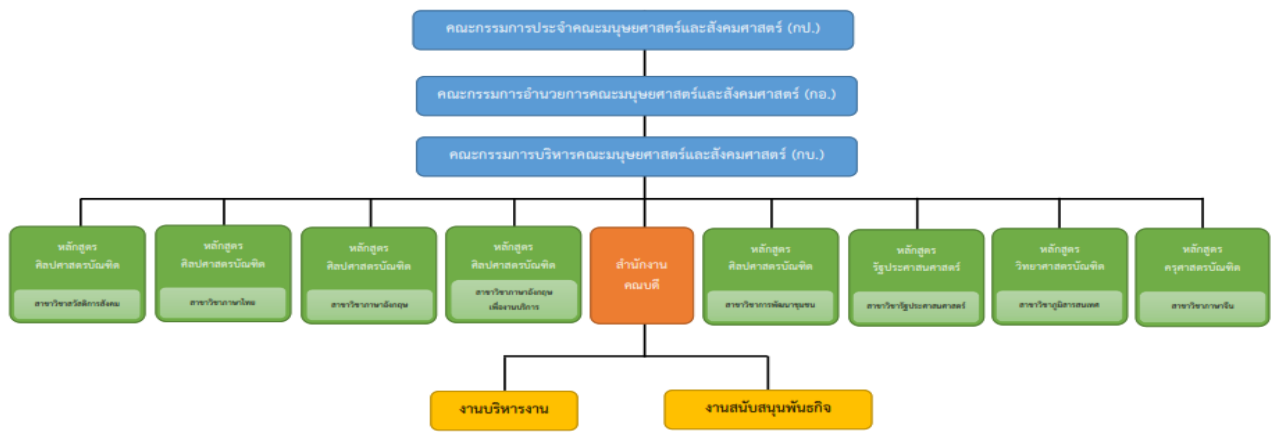 คณะกรรมการประจำคณะมนุษยศาสตร์และสังคมศาสตร์ (กป.)
คณะกรรมการอำนวยการคณะมนุษยศาสตร์และสังคมศาสตร์ (กอ.)
คณะกรรมการบริหารคณะมนุษยศาสตร์และสังคมศาสตร์ (กบ.)
หลักสูตร
ศิลปศาสตรบัณฑิต
สาขาวิชาสวัสดิการสังคม
หลักสูตร
ศิลปศาสตรบัณฑิต
สาขาวิชาภาษาไทย
หลักสูตร
ศิลปศาสตรบัณฑิต
สาขาวิชาภาษาอังกฤษ
หลักสูตร
ศิลปศาสตรบัณฑิต
สาขาวิชาภาษาอังกฤษ
เพื่องานบริการ
สำนักงาน
คณบดี
หลักสูตร
ศิลปศาสตรบัณฑิต
สาขาวิชาการพัฒนาชุมชน
หลักสูตร
รัฐประศาสนศาสตร์
สาขาวิชารัฐประศาสนศาสตร์
หลักสูตร
วิทยาศาสตรบัณฑิต
สาขาวิชาภูมิสารสนเทศ
หลักสูตร
ครุศาสตรบัณฑิต
สาขาวิชาภาษาจีน
งานบริหารงาน
งานสนับสนุนพันธกิจ